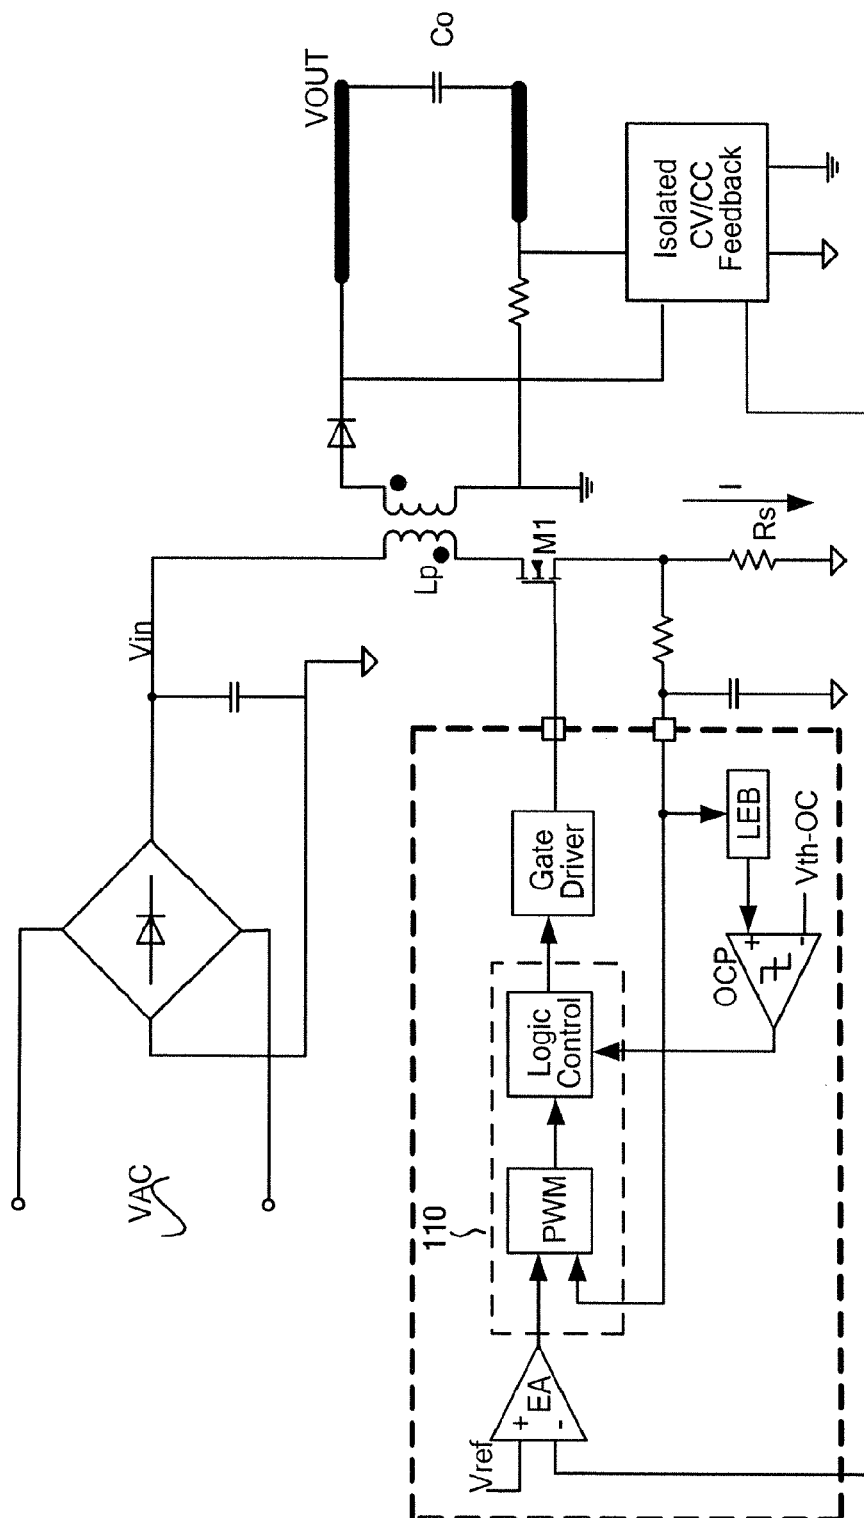 VOUT
Co
Isolated
CV/CC
Feedback
Vin
Lp
M1
I
Rs
VAC
110
Vref
+
-
EA
PWM
Logic
Control
Gate
Driver
OCP
+
-
LEB
Vth-OC